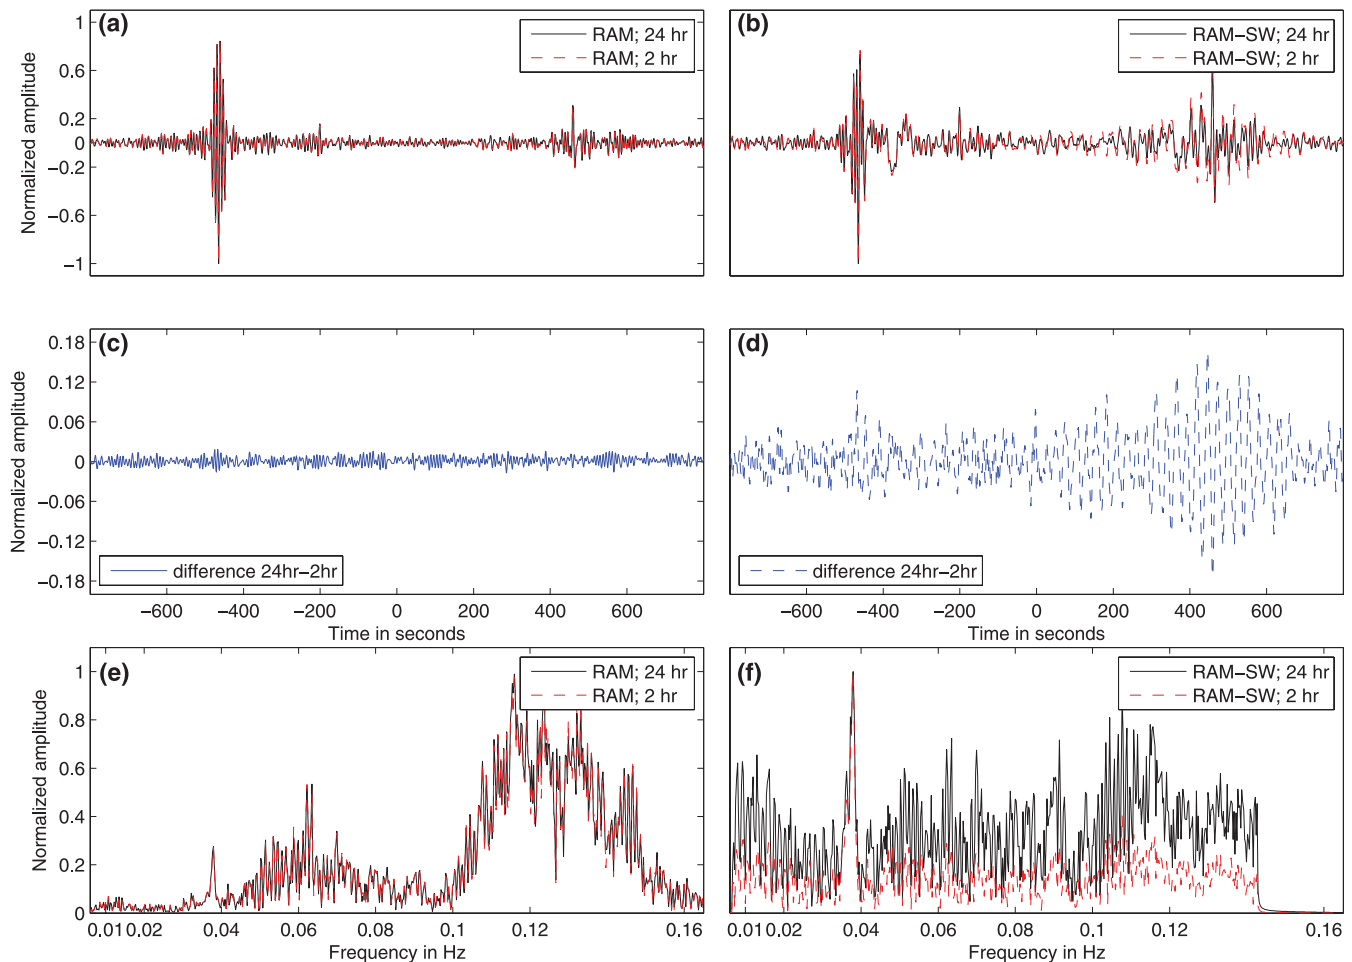 (a)
RAM; 24 hr
RAM; 2 hr
1
0.6
0.2
0
−0.2
−0.6
−1
Normalized amplitude
(b)
RAM−SW; 24 hr
RAM−SW; 2 hr
(c)
0.18
0.12
0.06
0
−0.06
−0.12
−0.18
Normalized amplitude
difference 24hr−2hr
−600 −400 −200 0 200 400 600
Time in seconds
(d)
difference 24hr−2hr
−600 −400 −200 0 200 400 600
Time in seconds
(e)
RAM; 24 hr
RAM; 2 hr
1
0.8
0.6
0.4
0.2
0
Normalized amplitude
0.01 0.02 0.04 0.06 0.08 0.1 0.12 0.16
Frequency in Hz
(f)
RAM−SW; 24 hr
RAM−SW; 2 hr
0.01 0.02 0.04 0.06 0.08 0.1 0.12 0.16
Frequency in Hz